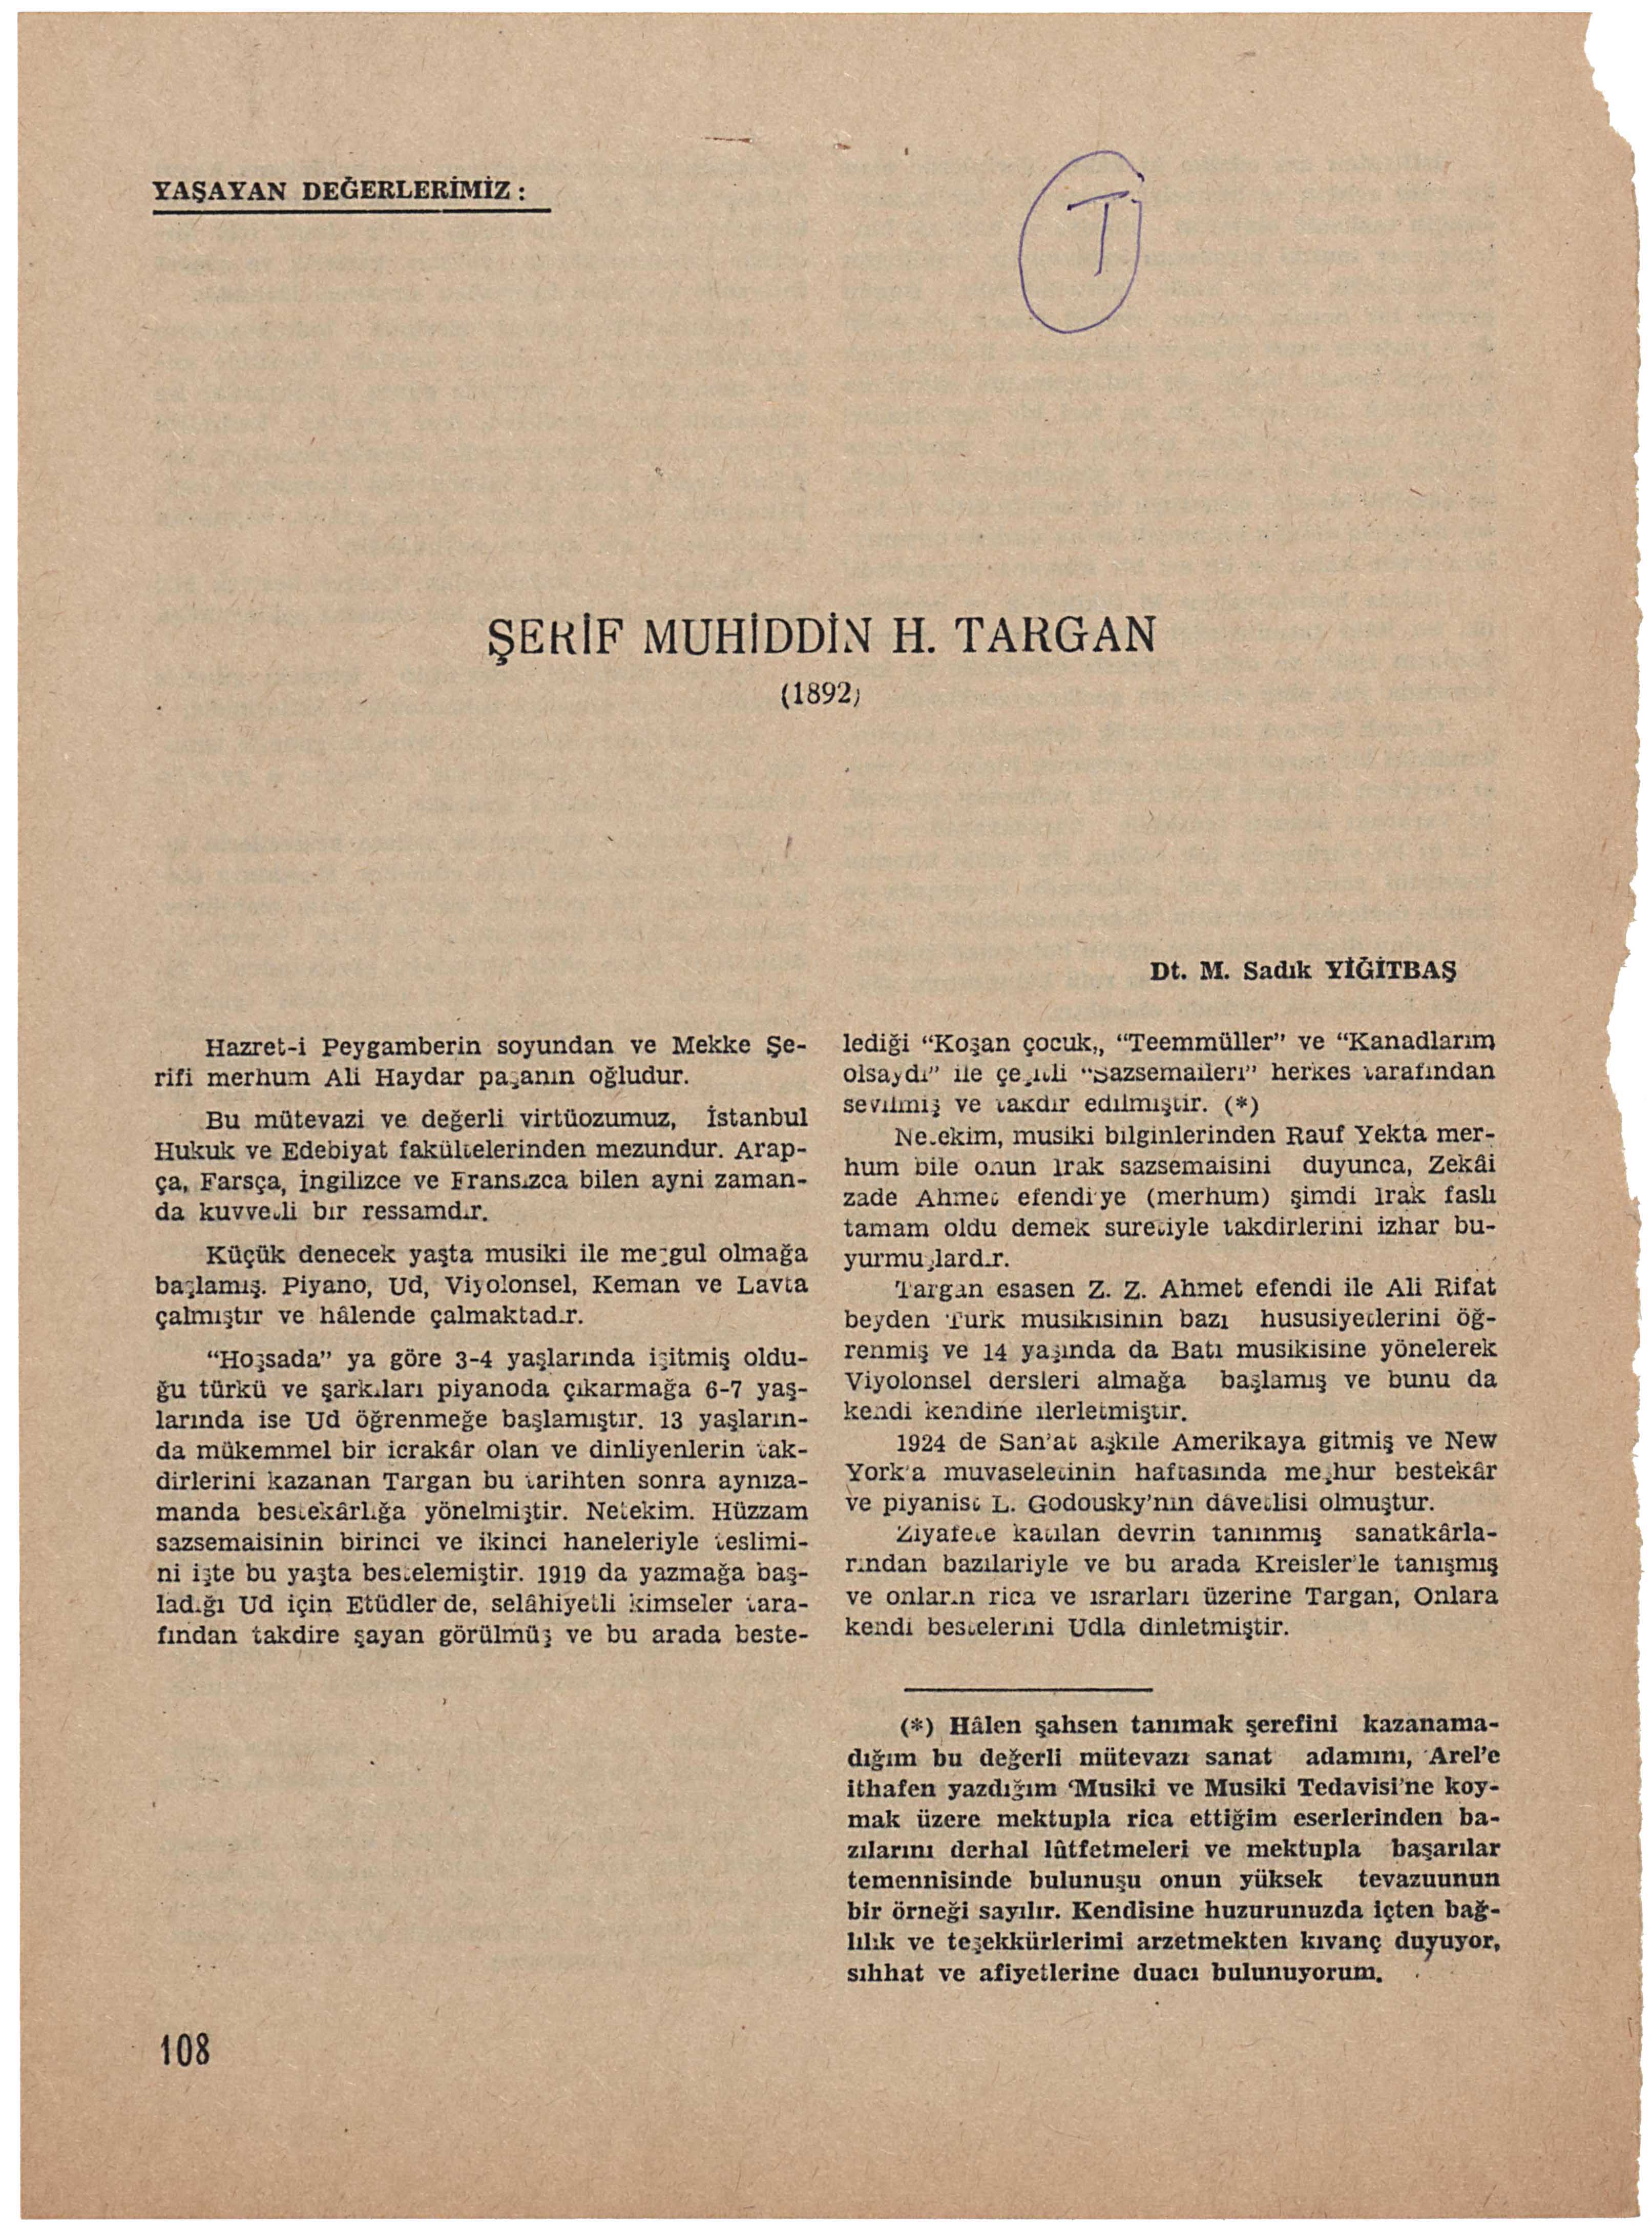 YAŞAYAN DEĞERLERİMİZ :
T
ŞERİF MUHİDDİN H. TARGAN
(1892)
Dt. M. Sadık YİĞİTBAŞ
Hazret-i Peygamberin soyundan ve Mekke Şe-
rifi merhum Ali Haydar paşanın oğludur.
Bu mütevazi ve değerli virtüozumuz, İstanbul
Hukuk ve Edebiyat fakültelerinden mezundur. Arap-
ça, Farsça, İngilizce ve Fransızca bilen ayni zaman-
da kuvvetli bir ressamdır.
Küçük denecek yaşta musiki ile meşgul olmağa
başlamış. Piyano, Ud, Viyolonsel, Keman ve Lavta
çalmıştır ve hâlende çalmaktadır.
"Hoşsada" ya göre 3-4 yaşlarında işitmiş oldu-
ğu türkü ve şarkıları piyanoda çıkarmağa 6-7 yaş-
larında ise Ud öğrenmeğe başlamıştır. 13 yaşların-
da mükemmel bir icrakâr olan ve dinliyenlerin tak-
dirlerini kazanan Targan bu tarihten sonra aynıza-
manda bestekârlığa yönelmiştir. Netekim. Hüzzam
sazsemaisinin birinci ve ikinci haneleriyle teslimi-
ni işte bu yaşta bestelemiştir. 1919 da yazmağa baş-
ladığı Ud için Etüdler de, selâhiyetli kimseler tara-
fından takdire şayan görülmüş ve bu arada beste-
lediği "Koşan çocuk,, "Teemmüller" ve "Kanadlarım
olsaydı" ile çeşitli "Sazsemaileri" herkes tarafından
sevilmiş ve takdir edilmiştir. (*)
Netekim, musiki bilginlerinden Rauf Yekta mer-
hum bile onun Irak sazsemaisini duyunca, Zekâi
zade Ahmet efendiye (merhum) şimdi Irak faslı
tamam oldu demek suretiyle takdirlerini izhar bu-
yurmuşlardır.
Targan esasen Z. Z. Ahmet efendi ile Ali Rifat
beyden Türk musikisinin bazı hususiyetlerini öğ-
renmiş ve 14 yaşında da Batı musikisine yönelerek
Viyolonsel dersleri almağa başlamış ve bunu da
kendi kendine ilerletmiştir.
1924 de San'at aşkile Amerikaya gitmiş ve New
York'a muvaseletinin haftasında meşhur bestekâr
ve piyanist L. Godousky'nin dâvetlisi olmuştur.
Ziyafete katılan devrin tanınmış sanatkârla-
rından bazılariyle ve bu arada Kreisler'le tanışmış
ve onların rica ve ısrarları üzerine Targan, Onlara
kendi bestelerini Udla dinletmiştir.
(*) Hâlen şahsen tanımak şerefini kazanama-
dığım bu değerli mütevazı sanat adamını, Arel'e
ithafen yazdığım 'Musiki ve Musiki Tedavisi'ne koy-
mak üzere mektupla rica ettiğim eserlerinden ba-
zılarını derhal lûtfetmeleri ve mektupla başarılar
temennisinde bulunuşu onun yüksek tevazuunun
bir örneği sayılır. Kendisine huzurunuzda içten bağ-
lılık ve teşekkürlerimi arzetmekten kıvanç duyuyor,
sıhhat ve afiyetlerine duacı bulunuyorum.
108